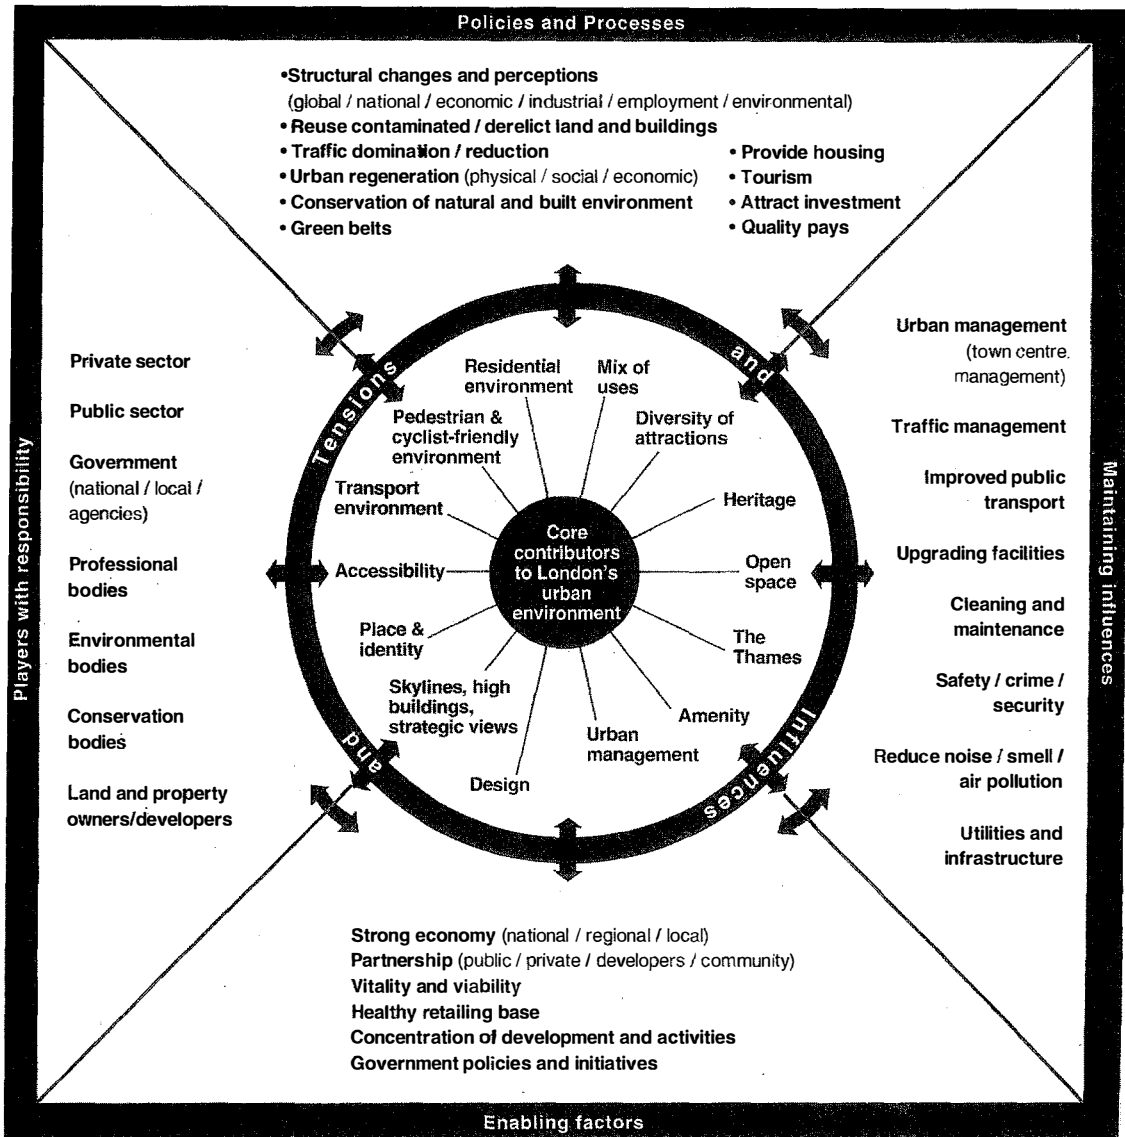 Policies and Processes
•Structural changes and perceptions
(global / national / economic / industrial / employment / environmental)
• Reuse contaminated / derelict land and buildings
• Traffic domination / reduction
• Urban regeneration (physical / social / economic)
• Conservation of natural and built environment
• Green belts
• Provide housing
• Tourism
• Attract investment
• Quality pays
Players with responsibility
Private sector
Public sector
Government
(national / local /
agencies)
Professional
bodies
Environmental
bodies
Conservation
bodies
Land and property
owners/developers
Tensions
and
Influences
and
Residential
environment
Mix of
uses
Pedestrian &
cyclist-friendly
environment
Diversity of
attractions
Transport
environment
Heritage
Accessibility
Core
contributors
to London's
urban
environment
Open
space
Place &
identity
The
Thames
Skylines, high
buildings,
strategic views
Amenity
Urban
management
Design
Urban management
(town centre.
management)
Traffic management
Improved public
transport
Upgrading facilities
Cleaning and
maintenance
Safety / crime /
security
Reduce noise / smell /
air pollution
Utilities and
infrastructure
Maintaining influences
Strong economy (national / regional / local)
Partnership (public / private / developers / community)
Vitality and viability
Healthy retailing base
Concentration of development and activities
Government policies and initiatives
Enabling factors